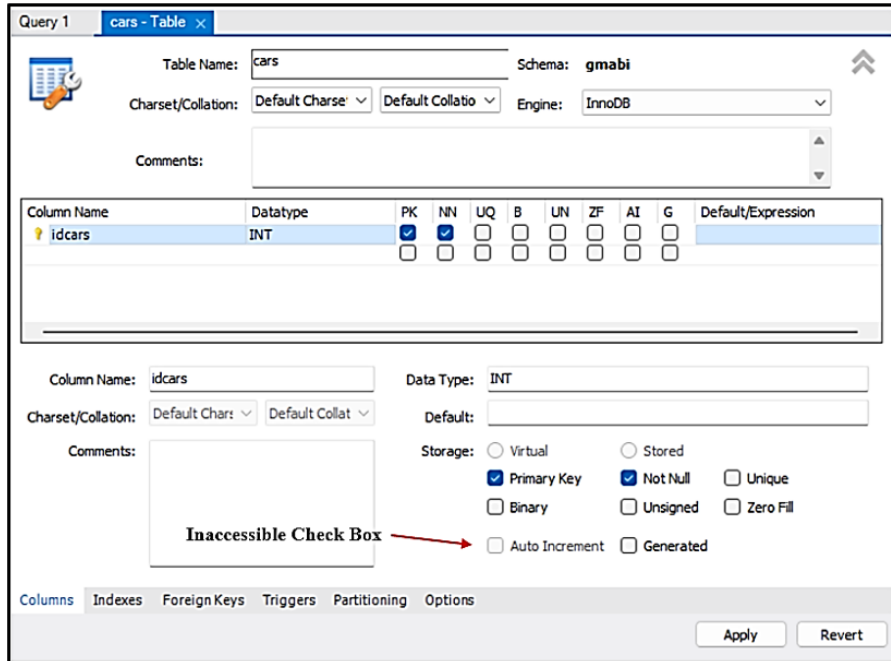 Query 1 cars - Table ×
Table Name: cars Schema: gmabi
Charset/Collation: Default Charse Default Collatio Engine: InnoDB
Comments:
Column Name Datatype PK NN UQ B UN ZF AI G Default/Expression
idcars INT
Column Name: idcars Data Type: INT
Charset/Collation: Default Chars Default Collat Default:
Comments: Storage: Virtual Stored
Primary Key Not Null Unique
Binary Unsigned Zero Fill
Inaccessible Check Box
Auto Increment Generated
Columns Indexes Foreign Keys Triggers Partitioning Options
Apply Revert